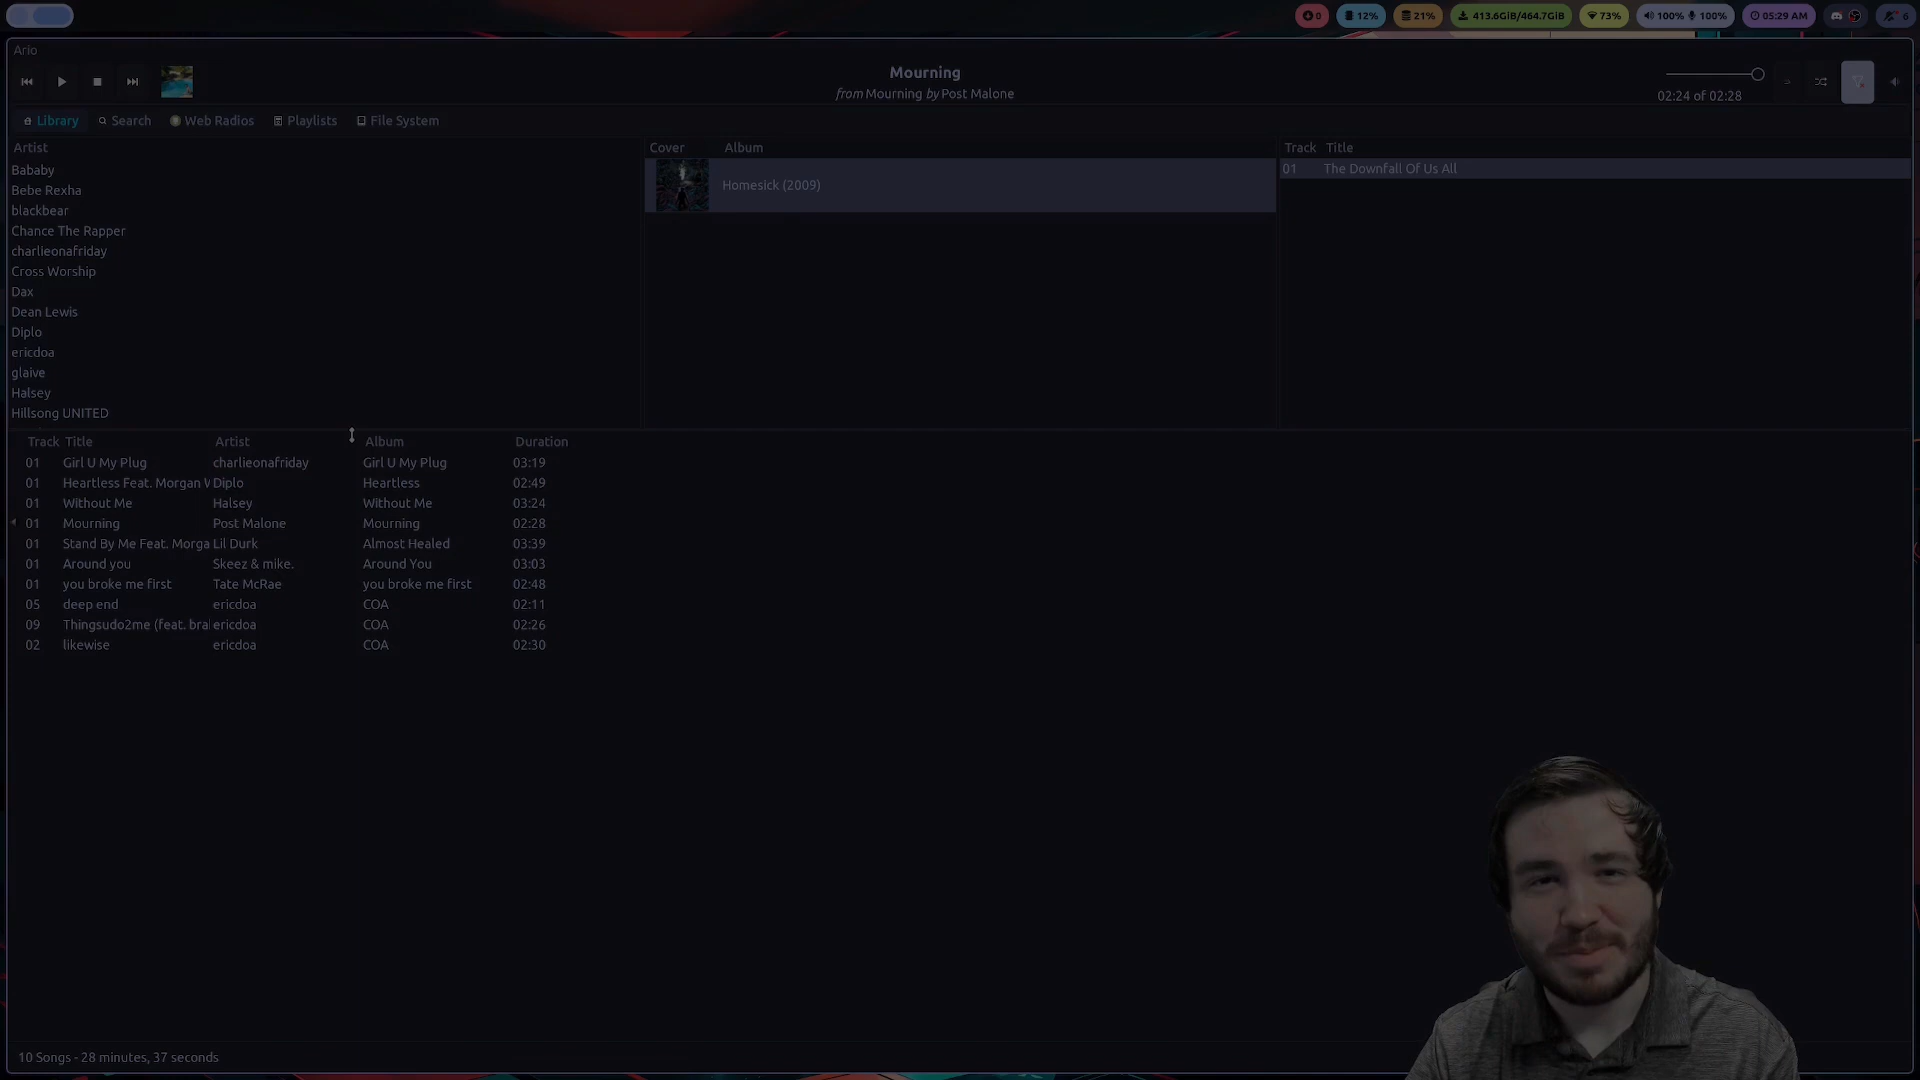 0 12% 21% 413.6GiB/464.7GiB 73% 100% 100% 05:29 AM 6
Ario
Mourning
from Mourning by Post Malone
02:24 of 02:28
Library Search Web Radios Playlists File System
Artist
Bababy
Bebe Rexha
blackbear
Chance The Rapper
charlieonafriday
Cross Worship
Dax
Dean Lewis
Diplo
ericdoa
glaive
Halsey
Hillsong UNITED
Cover Album
Homesick (2009)
Track Title
01 The Downfall Of Us All
Track Title Artist Album Duration
01 Girl U My Plug charlieonafriday Girl U My Plug 03:19
01 Heartless Feat. Morgan Diplo Heartless 02:49
01 Without Me Halsey Without Me 03:24
01 Mourning Post Malone Mourning 02:28
01 Stand By Me Feat. Morga Lil Durk Almost Healed 03:39
01 Around you Skeez & mike. Around You 03:03
01 you broke me first Tate McRae you broke me first 02:48
05 deep end ericdoa COA 02:11
09 Thingsudo2me (feat. bra ericdoa COA 02:26
02 likewise ericdoa COA 02:30
10 Songs - 28 minutes, 37 seconds